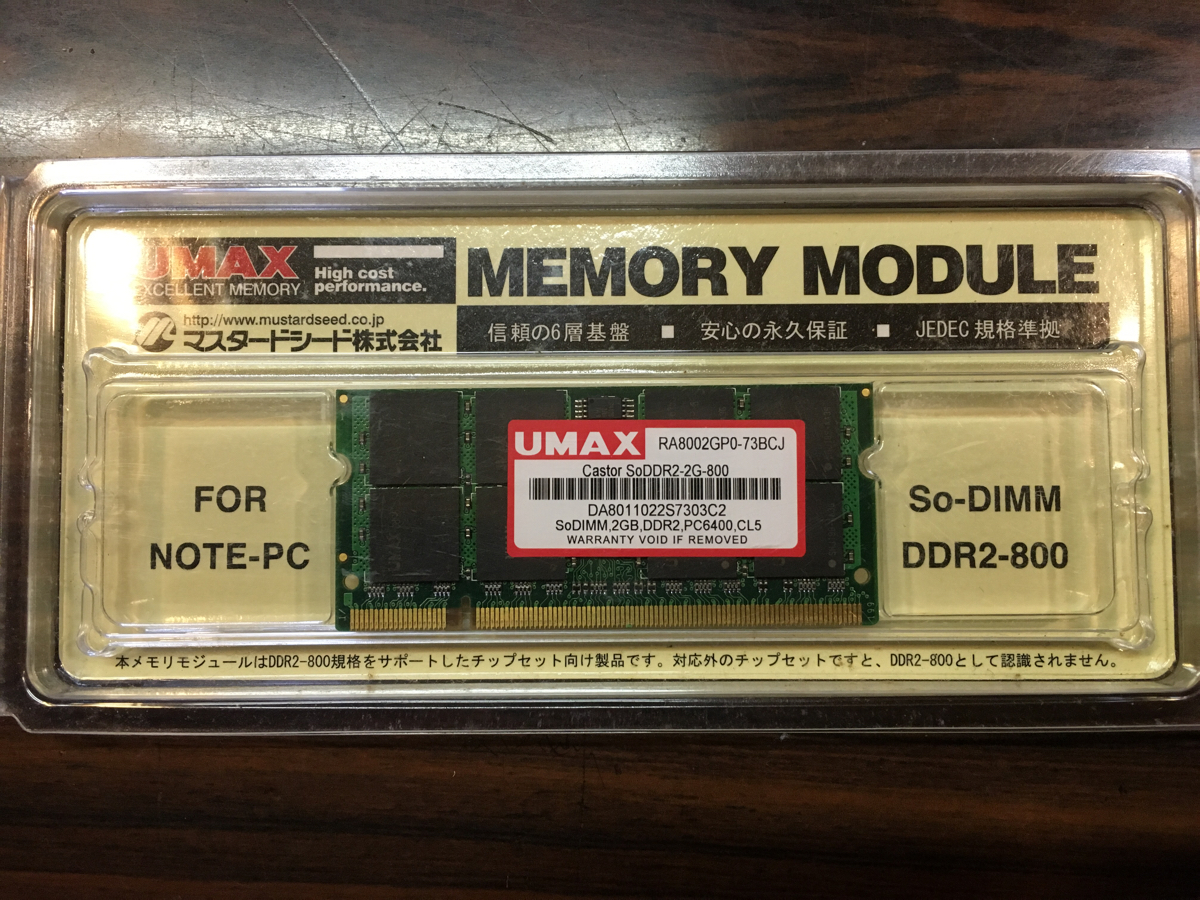 UMAX
EXCELLENT MEMORY
High cost
performance.
MEMORY MODULE
http://www.mustardseed.co.jp
マスタードシード株式会社
信頼の6層基盤 ■ 安心の永久保証 ■ JEDEC規格準拠
FOR
NOTE-PC
UMAX RA8002GP0-73BCJ
Castor SoDDR2-2G-800
DA8011022S7303C2
SoDIMM,2GB,DDR2,PC6400,CL5
WARRANTY VOID IF REMOVED
UMAX
So-DIMM
DDR2-800
本メモリモジュールはDDR2-800規格をサポートしたチップセット向け製品です。対応外のチップセットですと、DDR2-800として認識されません。